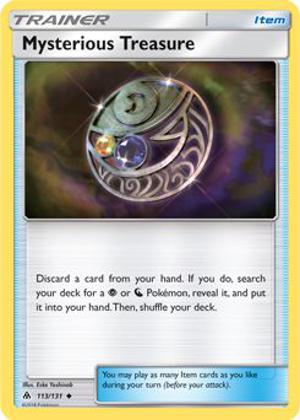 TRAINER Item
Mysterious Treasure
Discard a card from your hand. If you do, search
your deck for a or Pokémon, reveal it, and put
it into your hand. Then, shuffle your deck.
Illus. Eske Yoshinob
You may play as many Item cards as you like
113/131
during your turn (before your attack).
©2018 Pokémon